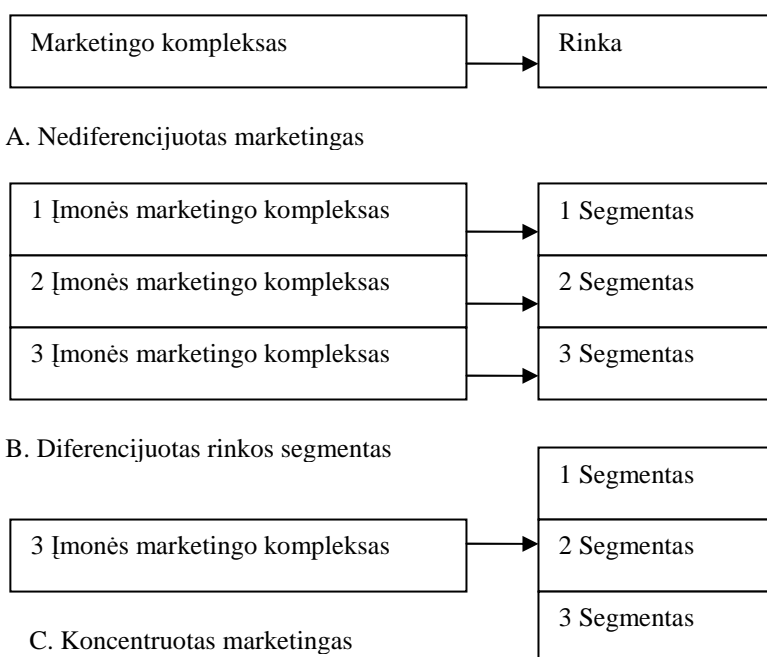 Marketingo kompleksas
Rinka
A. Nediferencijuotas marketingas
1 Įmonės marketingo kompleksas
1 Segmentas
2 Įmonės marketingo kompleksas
2 Segmentas
3 Įmonės marketingo kompleksas
3 Segmentas
B. Diferencijuotas rinkos segmentas
1 Segmentas
3 Įmonės marketingo kompleksas
2 Segmentas
3 Segmentas
C. Koncentruotas marketingas